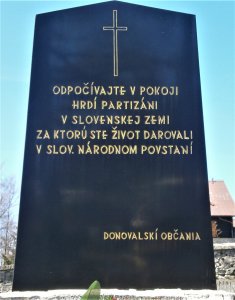 ODPOČÍVAJTE V POKOJI
HRDÍ PARTIZÁNI
V SLOVENSKEJ ZEMI
ZA KTORÚ STE ŽIVOT DAROVALI
V SLOV. NÁRODNOM POVSTANÍ
DONOVALSKÍ OBČANIA